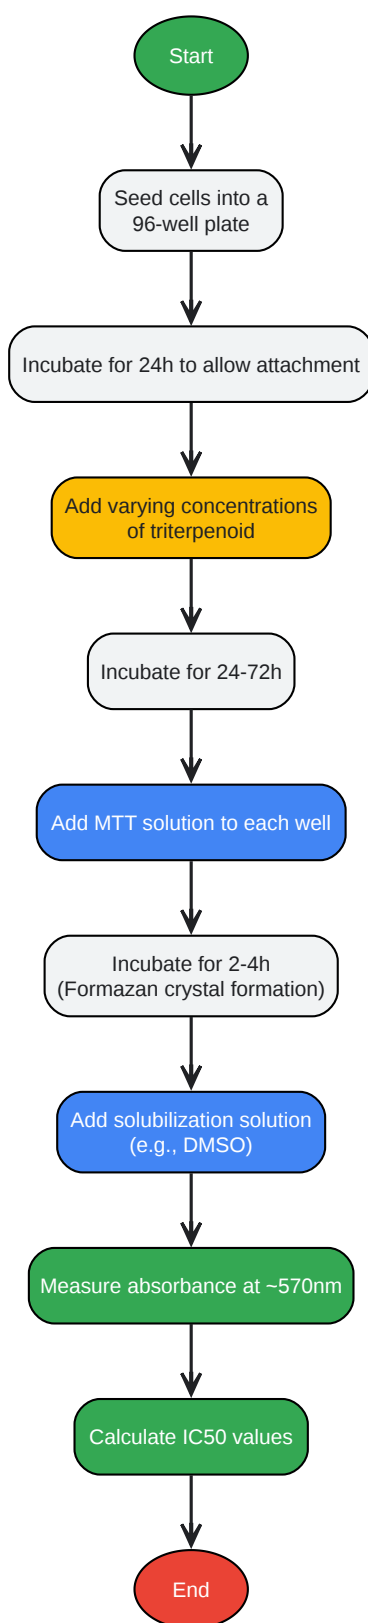 Start
Seed cells into a
96-well plate
Incubate for 24h to allow attachment
Add varying concentrations
of triterpenoid
Incubate for 24-72h
Add MTT solution to each well
Incubate for 2-4h
(Formazan crystal formation)
Add solubilization solution
(e.g., DMSO)
Measure absorbance at ~570nm
Calculate IC50 values
End